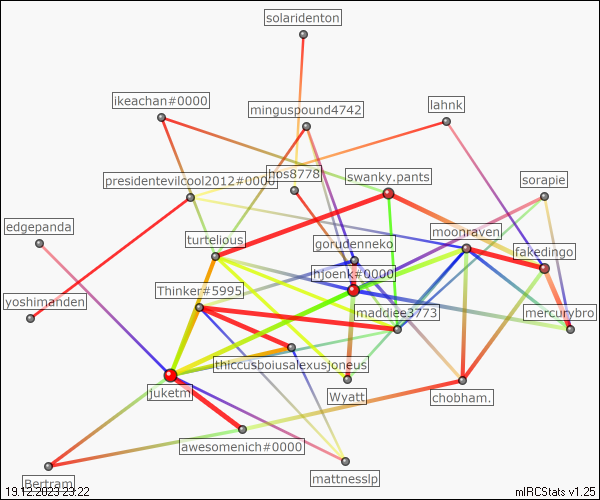 solaridenton
ikeachan#0000
minguspound4742
lahnk
presidentevilcool2012#0000
hos8778
swanky.pants
sorapie
edgepanda
turtelious
gorudenneko
moonraven
fakedingo
hjoenk#0000
yoshimanden
Thinker#5995
maddiee3773
mercurybro
thiccusboiusalexusjoneus
juketml
Wyatt
chobham.
awesomenich#0000
Bertram
mattnesslp
19.12.2023 23:22
mIRCStats v1.25